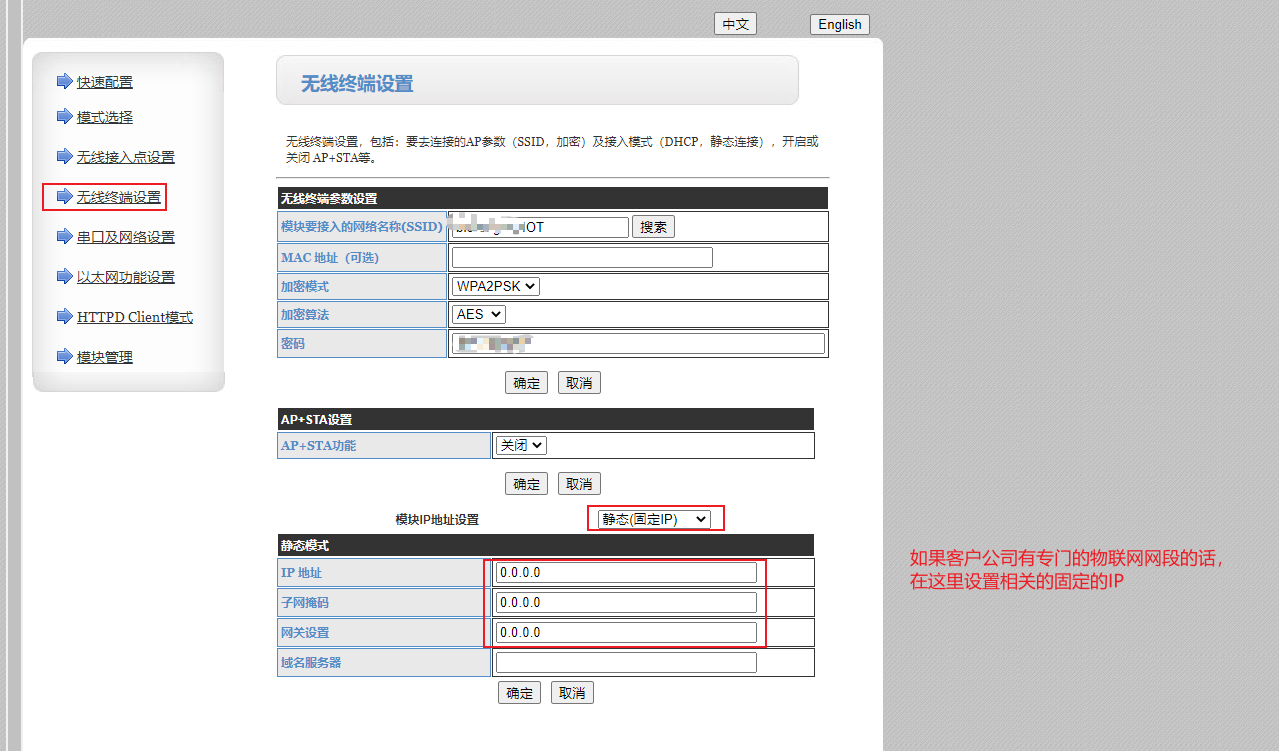 中文
English
快速配置
模式选择
无线接入点设置
无线终端设置
串口及网络设置
以太网功能设置
HTTPD Client模式
模块管理
无线终端设置
无线终端设置，包括：要去连接的AP参数（SSID，加密）及接入模式（DHCP，静态连接），开启或
关闭 AP+STA等。
无线终端参数设置
模块要接入的网络名称(SSID) IOT 搜索
MAC 地址（可选）
加密模式 WPA2PSK
加密算法 AES
密码
确定 取消
AP+STA设置
AP+STA功能 关闭
确定 取消
模块IP地址设置 静态(固定IP)
静态模式
IP 地址 0.0.0.0
子网掩码 0.0.0.0
网关设置 0.0.0.0
域名服务器
确定 取消
如果客户公司有专门的物联网网段的话，
在这里设置相关的固定的IP